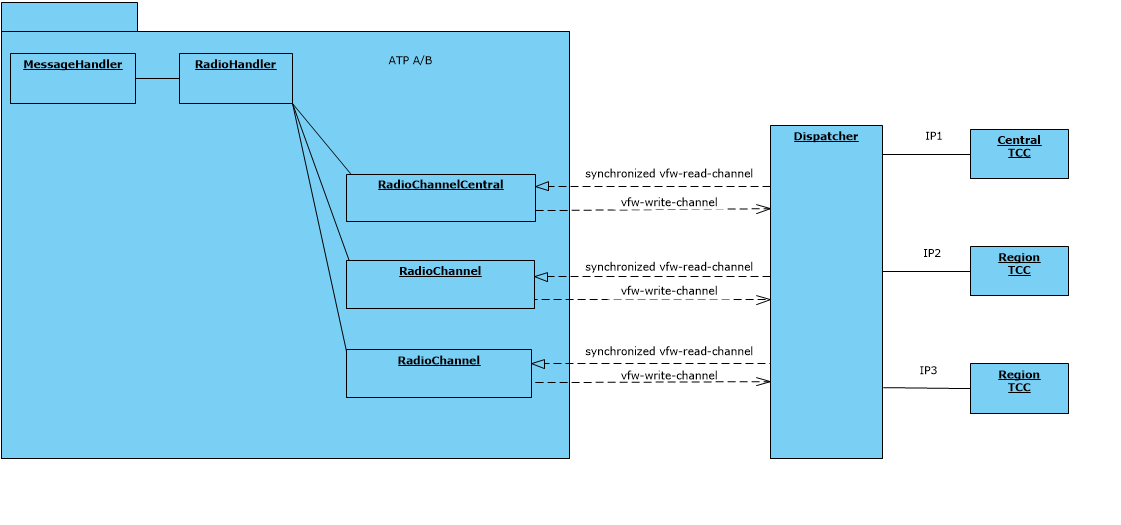 ATP A/B
MessageHandler
RadioHandler
RadioChannelCentral
RadioChannel
RadioChannel
synchronized vfw-read-channel
vfw-write-channel
synchronized vfw-read-channel
vfw-write-channel
synchronized vfw-read-channel
vfw-write-channel
Dispatcher
IP1
Central
TCC
IP2
Region
TCC
IP3
Region
TCC